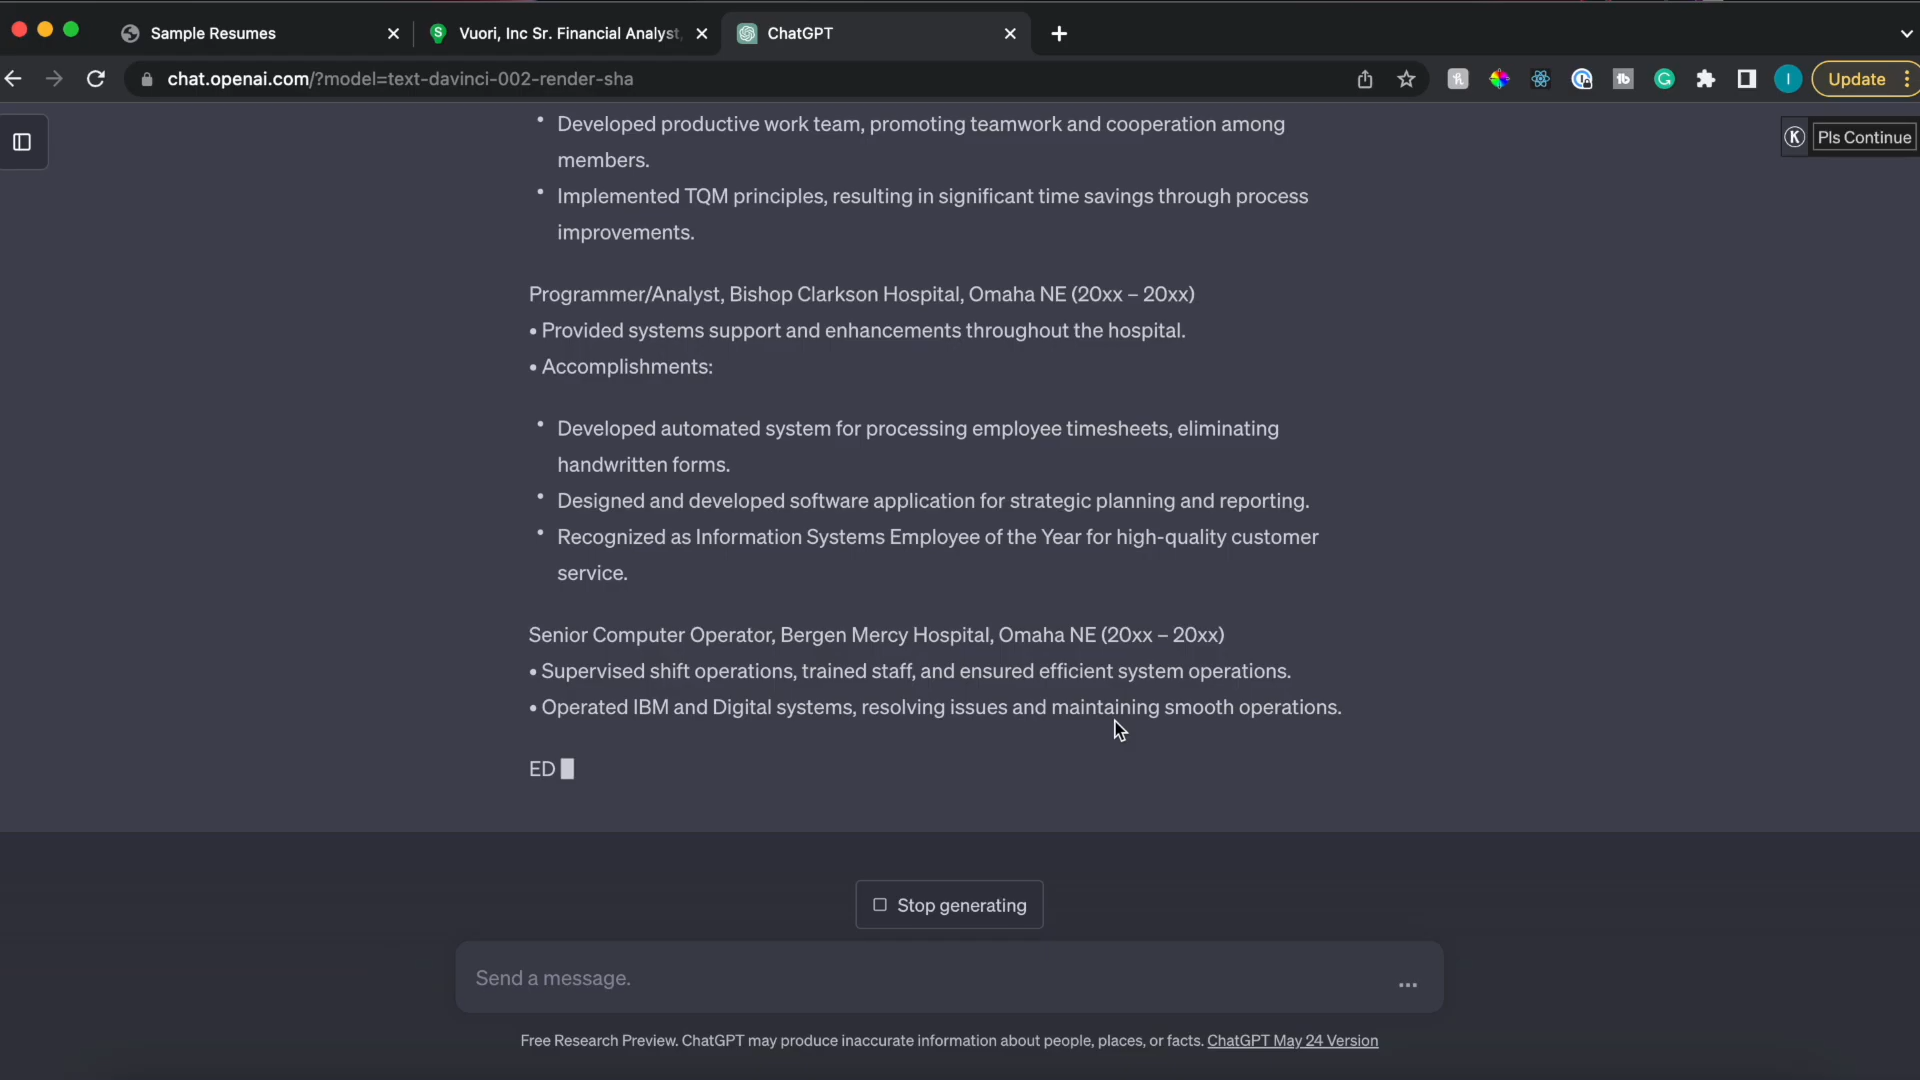 Sample Resumes
Vuori, Inc Sr. Financial Analyst,
ChatGPT
chat.openai.com/?model=text-davinci-002-render-sha
Update
Pls Continue
• Developed productive work team, promoting teamwork and cooperation among
members.
• Implemented TQM principles, resulting in significant time savings through process
improvements.
Programmer/Analyst, Bishop Clarkson Hospital, Omaha NE (20xx – 20xx)
• Provided systems support and enhancements throughout the hospital.
• Accomplishments:
• Developed automated system for processing employee timesheets, eliminating
handwritten forms.
• Designed and developed software application for strategic planning and reporting.
• Recognized as Information Systems Employee of the Year for high-quality customer
service.
Senior Computer Operator, Bergen Mercy Hospital, Omaha NE (20xx – 20xx)
• Supervised shift operations, trained staff, and ensured efficient system operations.
• Operated IBM and Digital systems, resolving issues and maintaining smooth operations.
ED
Stop generating
Send a message.
Free Research Preview. ChatGPT may produce inaccurate information about people, places, or facts. ChatGPT May 24 Version